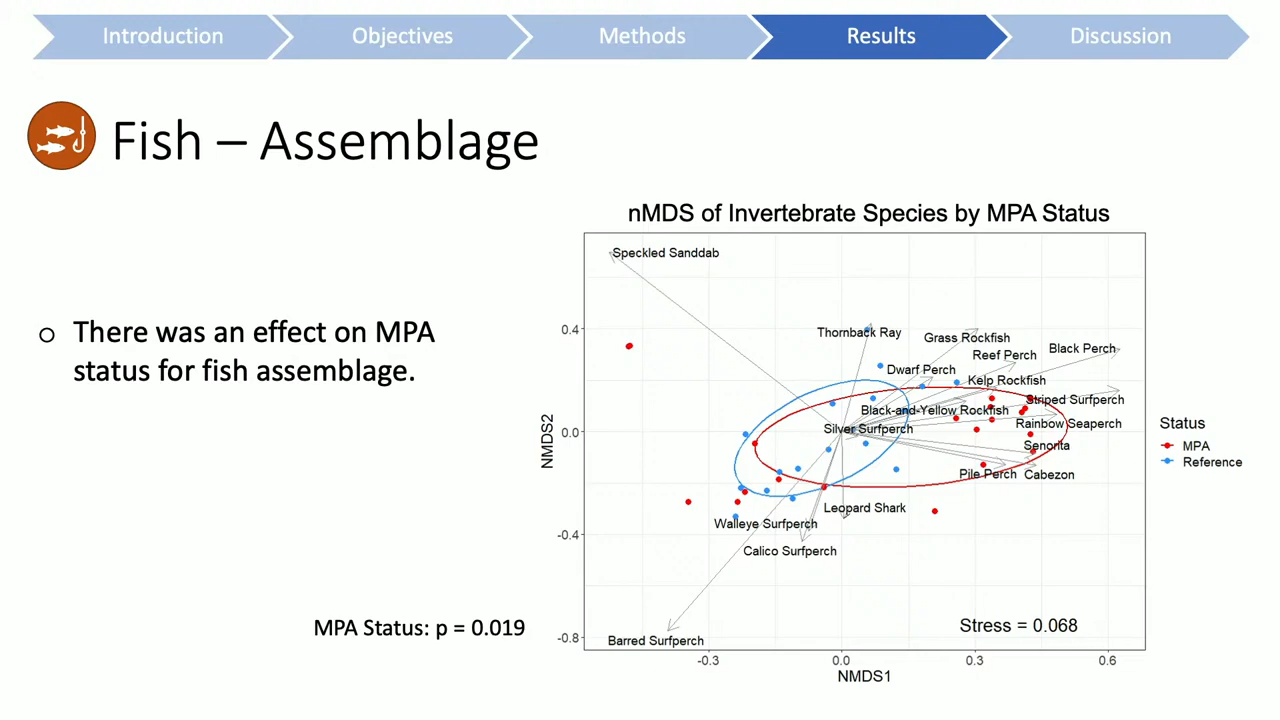 Introduction
Objectives
Methods
Results
Discussion
Fish – Assemblage
There was an effect on MPA
status for fish assemblage.
MPA Status: p = 0.019
nMDS of Invertebrate Species by MPA Status
Speckled Sanddab
Thornback Ray
Grass Rockfish
Black Perch
Reef Perch
Dwarf Perch
Kelp Rockfish
Striped Surfperch
Black-and-Yellow Rockfish
Rainbow Seaperch
Silver Surfperch
Senorita
Pile Perch
Cabezon
Leopard Shark
Walleye Surfperch
Calico Surfperch
Barred Surfperch
Stress = 0.068
0.4
0.0
-0.4
-0.8
NMDS2
-0.3
0.0
0.3
0.6
NMDS1
Status
MPA
Reference